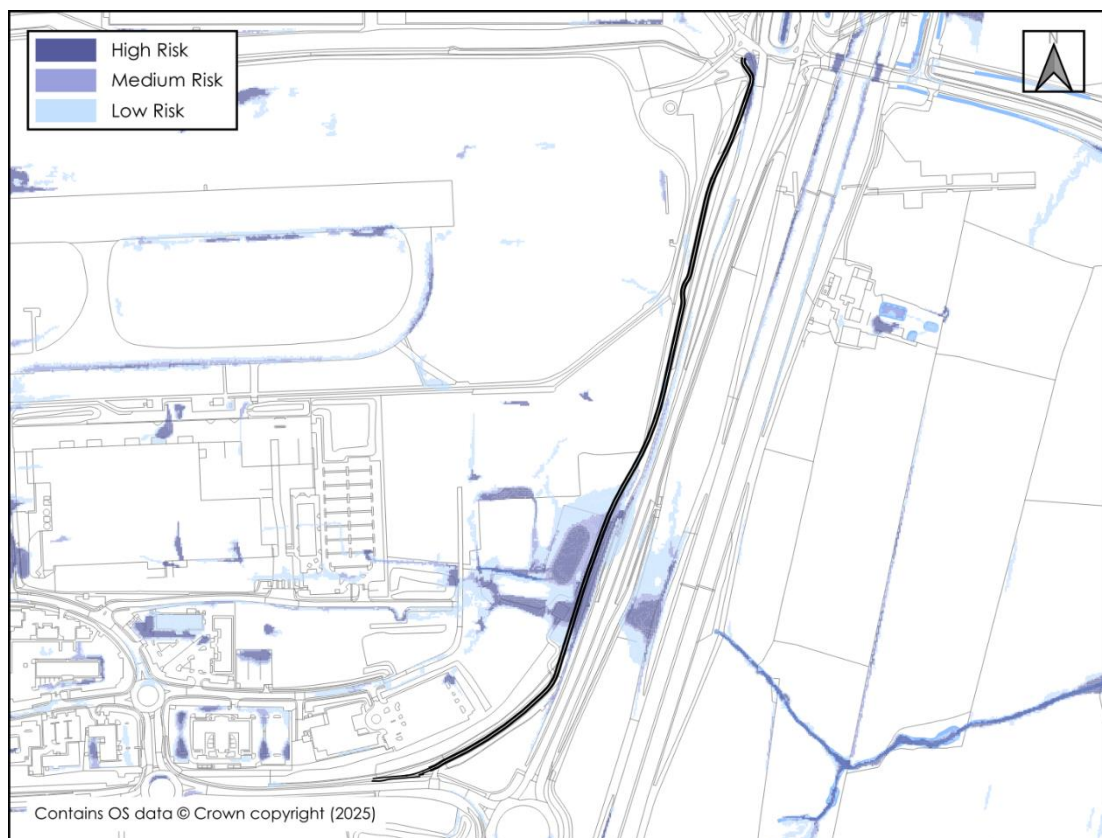 High Risk
Medium Risk
Low Risk
N
Contains OS data © Crown copyright (2025)